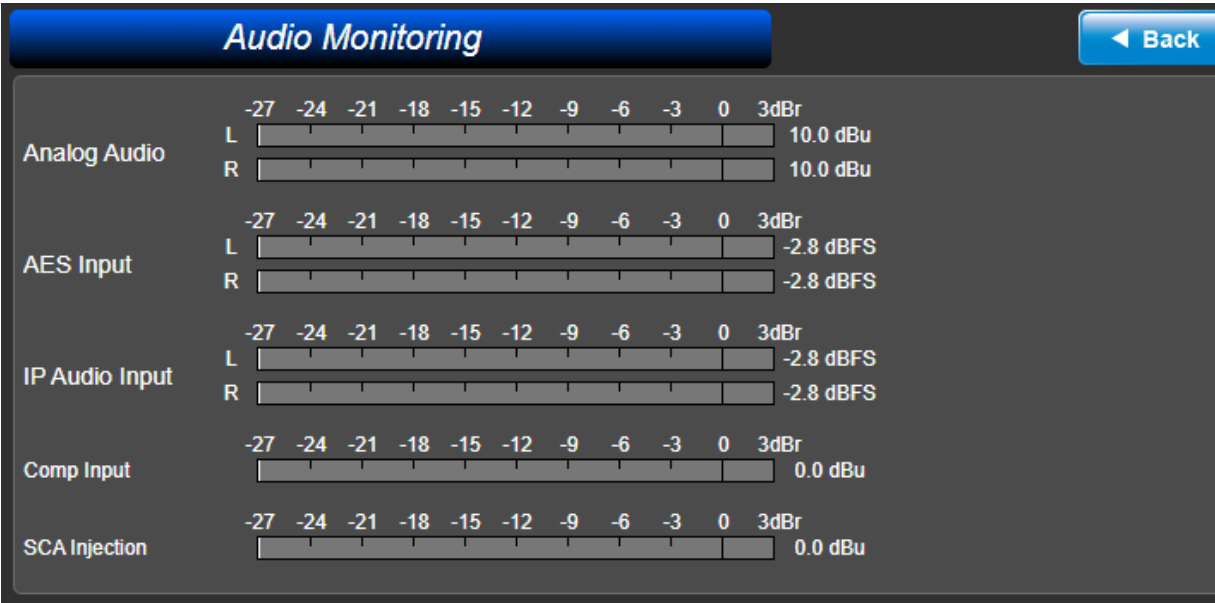 Audio Monitoring
◀ Back
-27 -24 -21 -18 -15 -12 -9 -6 -3 0 3dBr
L 10.0 dBu
Analog Audio
R 10.0 dBu
-27 -24 -21 -18 -15 -12 -9 -6 -3 0 3dBr
L -2.8 dBFS
AES Input
R -2.8 dBFS
-27 -24 -21 -18 -15 -12 -9 -6 -3 0 3dBr
L -2.8 dBFS
IP Audio Input
R -2.8 dBFS
-27 -24 -21 -18 -15 -12 -9 -6 -3 0 3dBr
Comp Input 0.0 dBu
-27 -24 -21 -18 -15 -12 -9 -6 -3 0 3dBr
SCA Injection 0.0 dBu